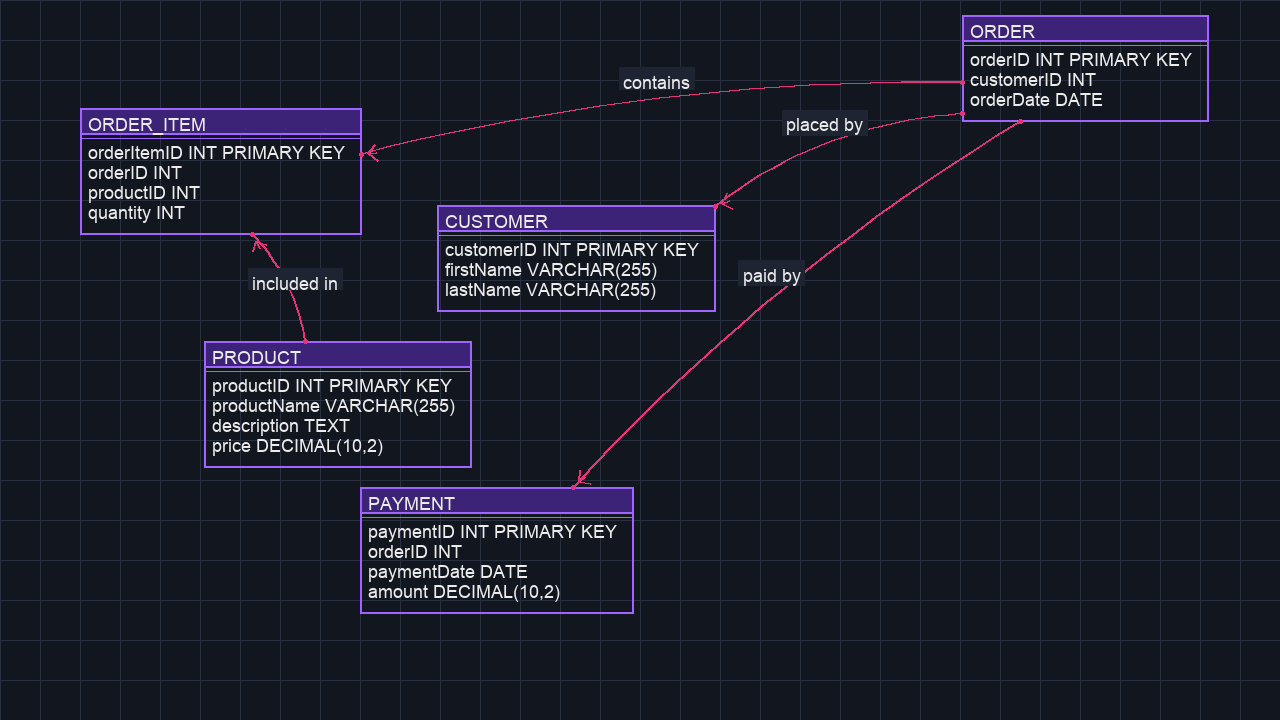 ORDER
orderID INT PRIMARY KEY
customerID INT
orderDate DATE
contains
placed by
ORDER_ITEM
orderItemID INT PRIMARY KEY
orderID INT
productID INT
quantity INT
CUSTOMER
customerID INT PRIMARY KEY
firstName VARCHAR(255)
lastName VARCHAR(255)
paid by
included in
PRODUCT
productID INT PRIMARY KEY
productName VARCHAR(255)
description TEXT
price DECIMAL(10,2)
PAYMENT
paymentID INT PRIMARY KEY
orderID INT
paymentDate DATE
amount DECIMAL(10,2)